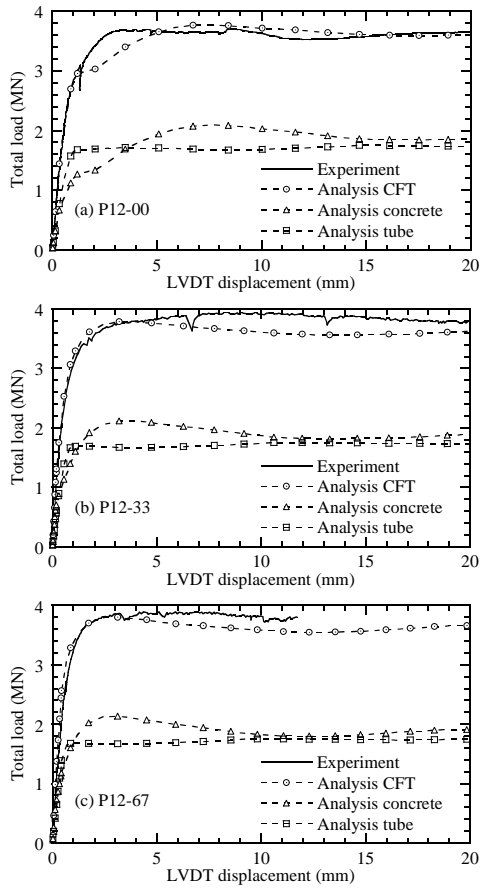 4
3
2
1
0
Total load (MN)
(a) P12-00
Experiment
Analysis CFT
Analysis concrete
Analysis tube
0 5 10 15 20
LVDT displacement (mm)
4
3
2
1
0
Total load (MN)
(b) P12-33
Experiment
Analysis CFT
Analysis concrete
Analysis tube
0 5 10 15 20
LVDT displacement (mm)
4
3
2
1
0
Total load (MN)
(c) P12-67
Experiment
Analysis CFT
Analysis concrete
Analysis tube
0 5 10 15 20
LVDT displacement (mm)